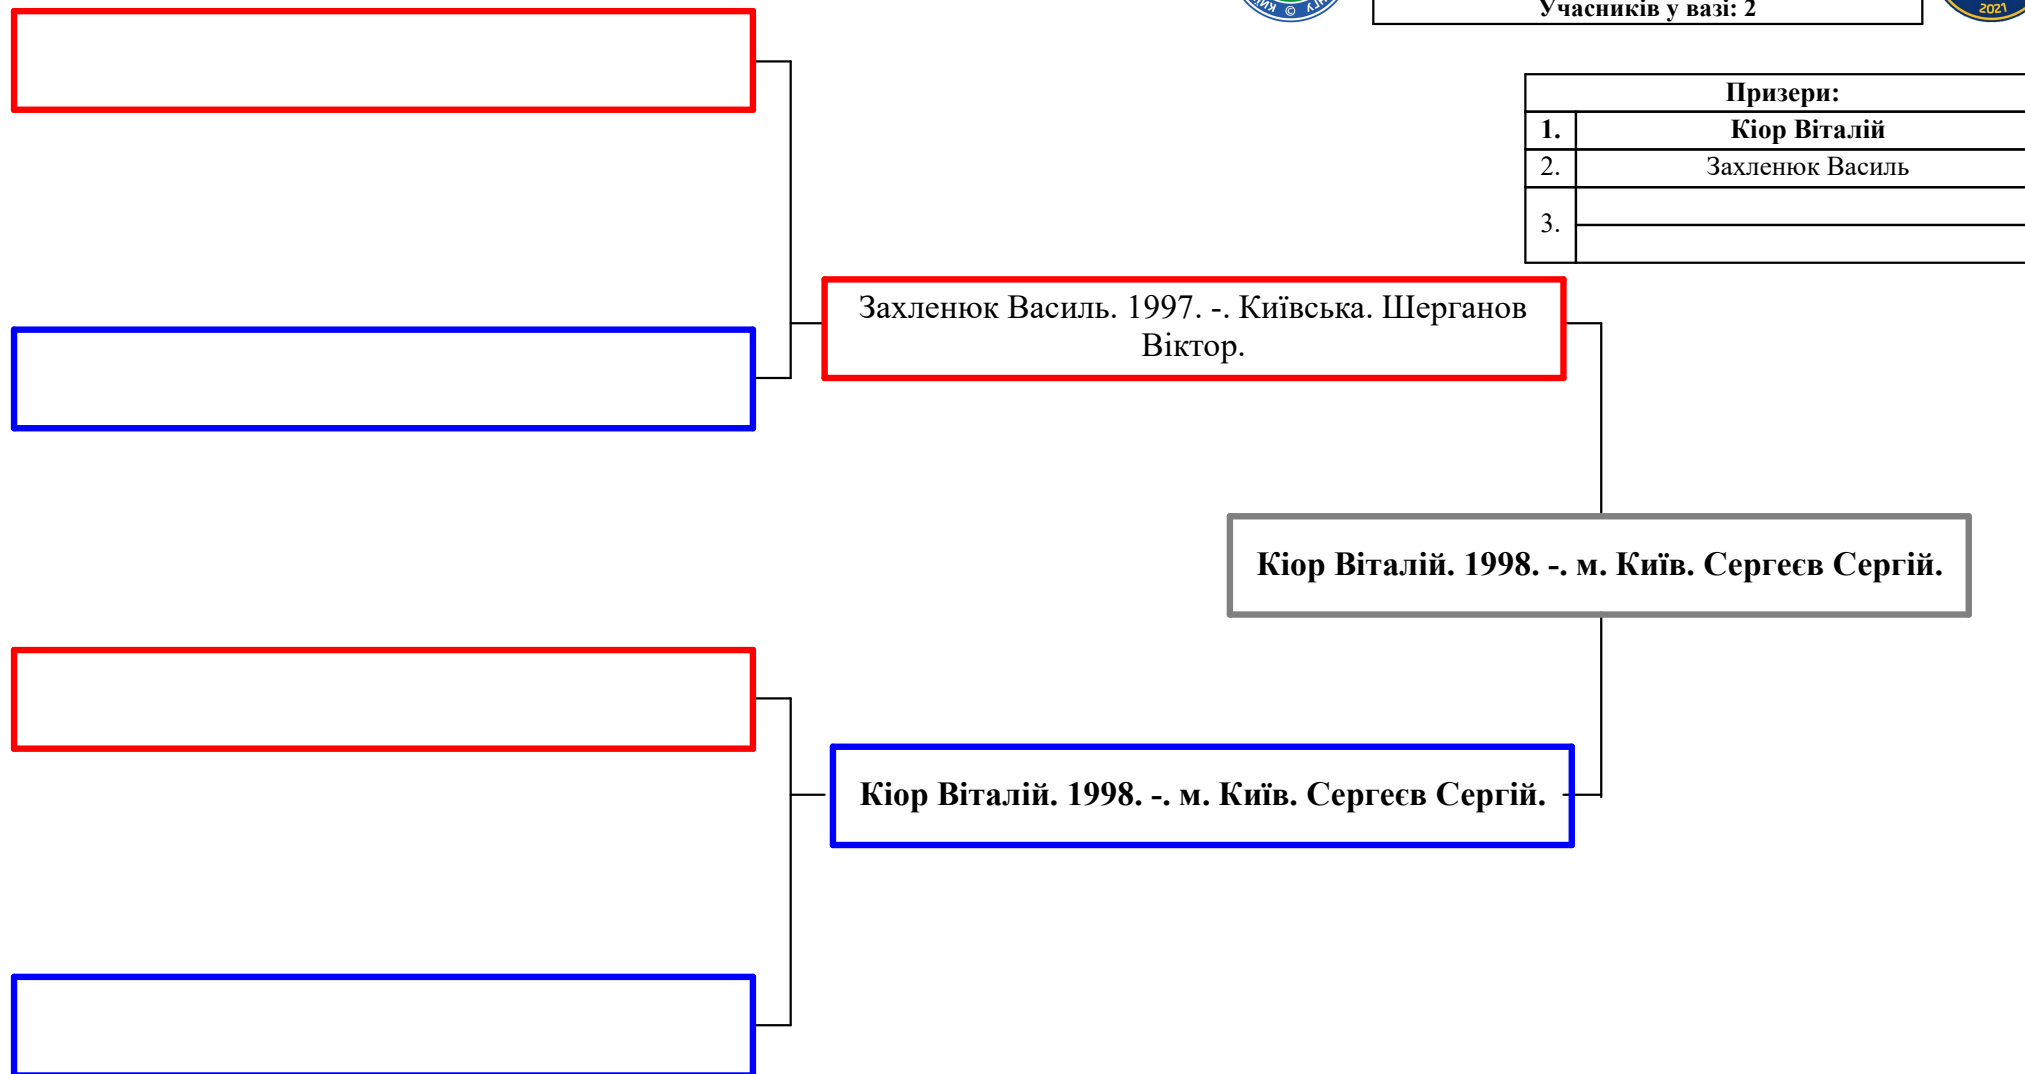 Учасників у вазі: 2
2021
Призери:
1. Кіор Віталій
2. Захленюк Василь
3.
Захленюк Василь. 1997. -. Київська. Шерганов
Віктор.
Кіор Віталій. 1998. -. м. Київ. Сергеєв Сергій.
Кіор Віталій. 1998. -. м. Київ. Сергеєв Сергій.